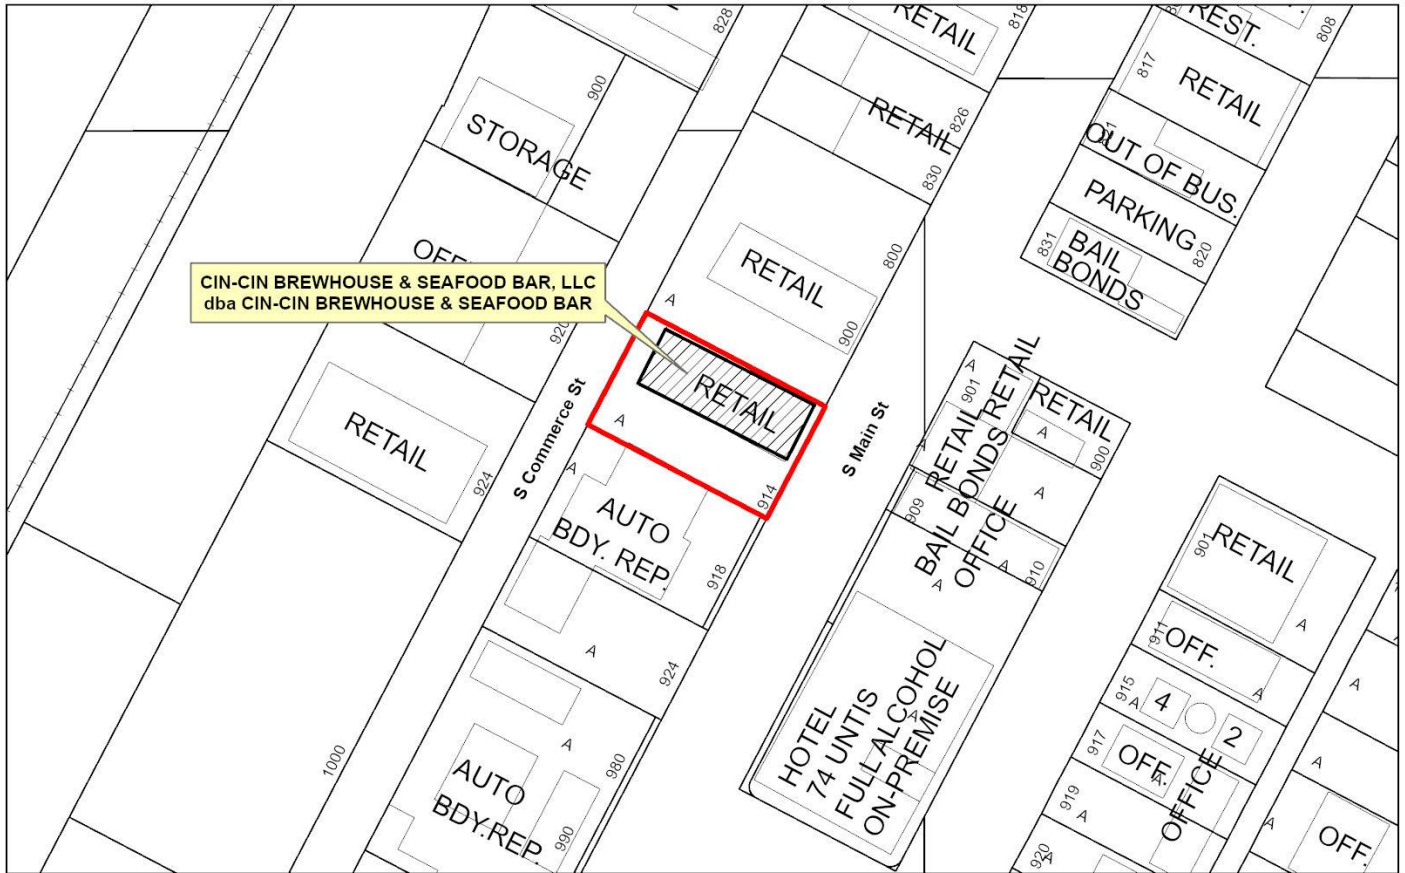 RETAIL
828
818
REST.
808
817
RETAIL
900
STORAGE
RETAIL
826
OUT OF BUS.
830
PARKING
820
831
BAIL
BONDS
800
RETAIL
900
CIN-CIN BREWHOUSE & SEAFOOD BAR, LLC
dba CIN-CIN BREWHOUSE & SEAFOOD BAR
A
920
RETAIL
A
914
S Commerce St
S Main St
RETAIL
924
A
901
RETAIL
BAIL BONDS RETAIL
OFFICE
RETAIL
A
900
A
A
909
A
910
A
A
AUTO
BDY. REP.
918
A
924
901
RETAIL
A
911
OFF.
A
915
A
4
2
917
OFF.
A
OFFICE
919
A
920
A
A
A
A
OFF.
HOTEL
74 UNTIS
FULL ALCOHOL
ON-PREMISE
A
1000
A
980
AUTO
BDY.REP.
990